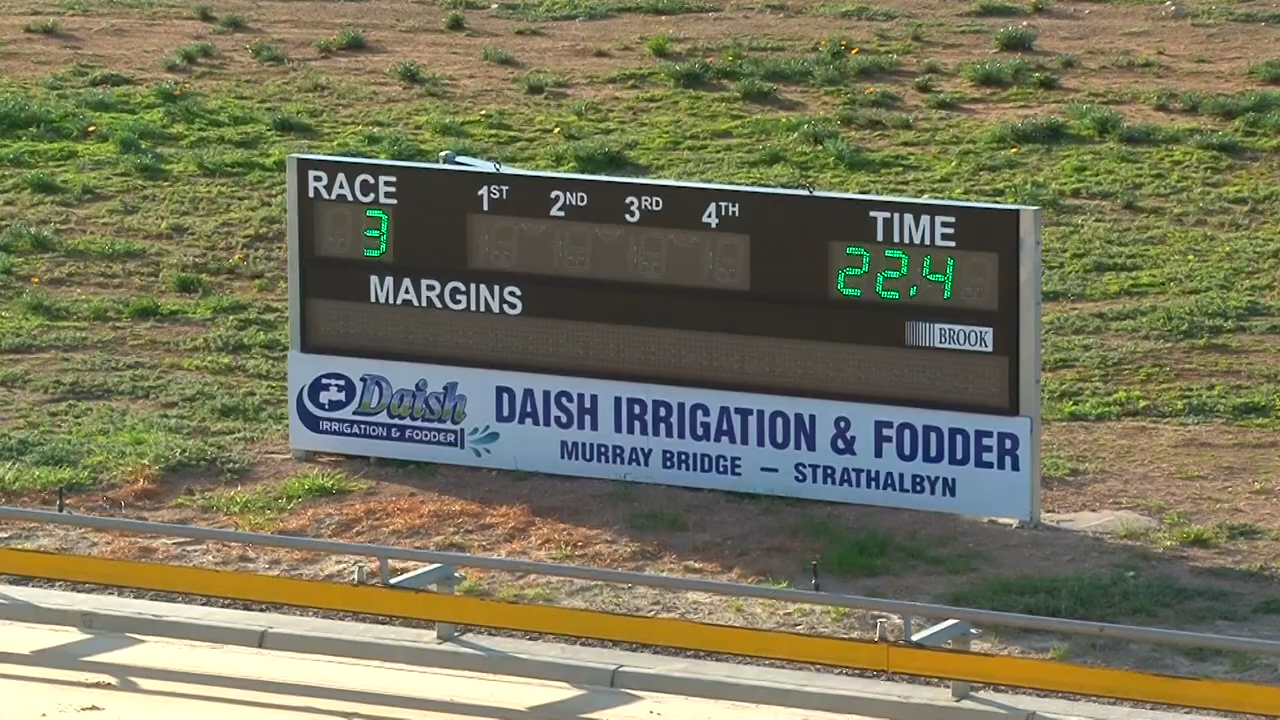 RACE 1ST 2ND 3RD 4TH TIME
3 22.4
MARGINS
BROOK
Daish
IRRIGATION & FODDER
DAISH IRRIGATION & FODDER
MURRAY BRIDGE — STRATHALBYN